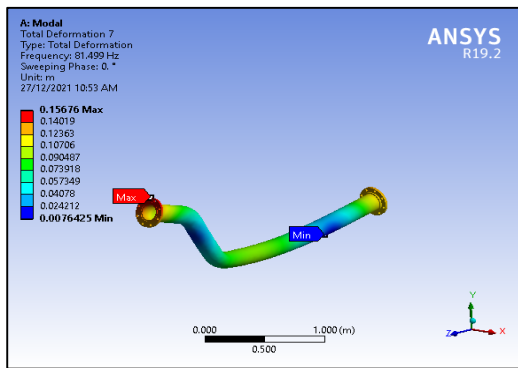 A: Modal
Total Deformation 7
Type: Total Deformation
Frequency: 81.499 Hz
Sweeping Phase: 0. °
Unit: m
27/12/2021 10:53 AM
ANSYS
R19.2
0.15676 Max
0.14019
0.12363
0.10706
0.090487
0.073918
0.057349
0.04078
0.024212
0.0076425 Min
Max
Min
0.000
1.000 (m)
0.500
Y
Z
X